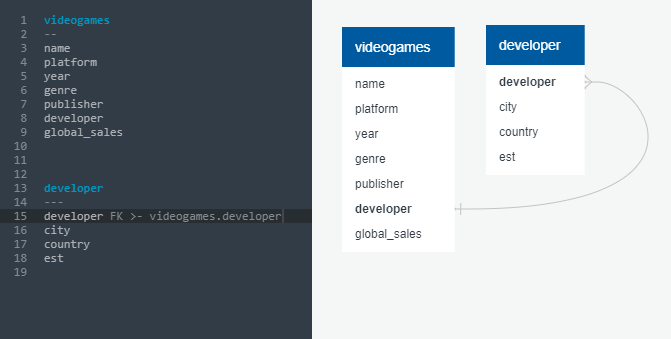 1 videogames
2 --
3 name
4 platform
5 year
6 genre
7 publisher
8 developer
9 global_sales
10
11
12
13 developer
14 ---
15 developer FK >- videogames.developer
16 city
17 country
18 est
19
videogames
name
platform
year
genre
publisher
developer
global_sales
developer
developer
city
country
est